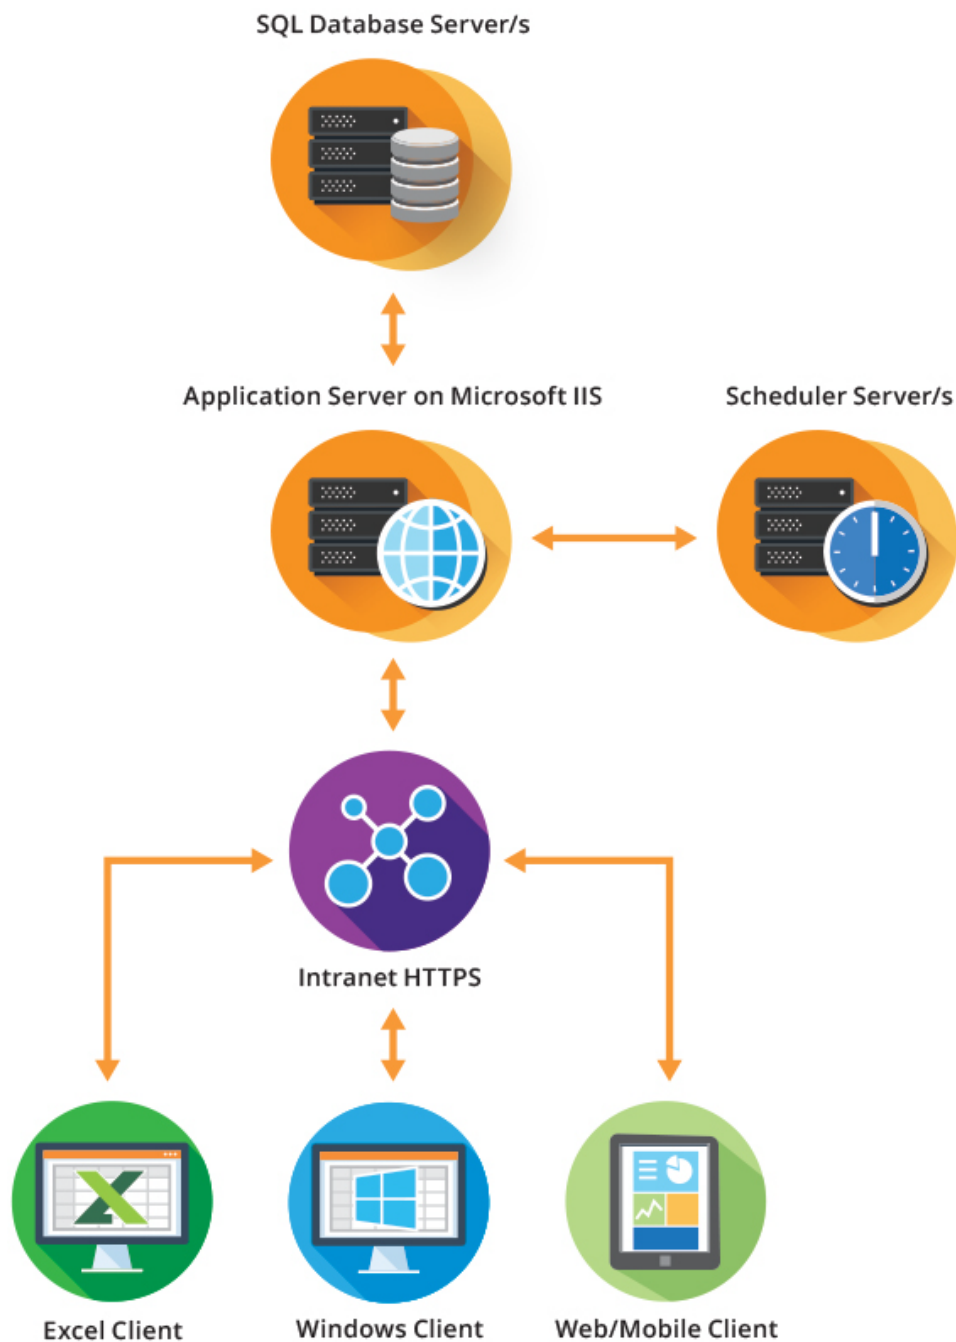 SQL Database Server/s
Application Server on Microsoft IIS
Scheduler Server/s
Intranet HTTPS
Excel Client
Windows Client
Web/Mobile Client